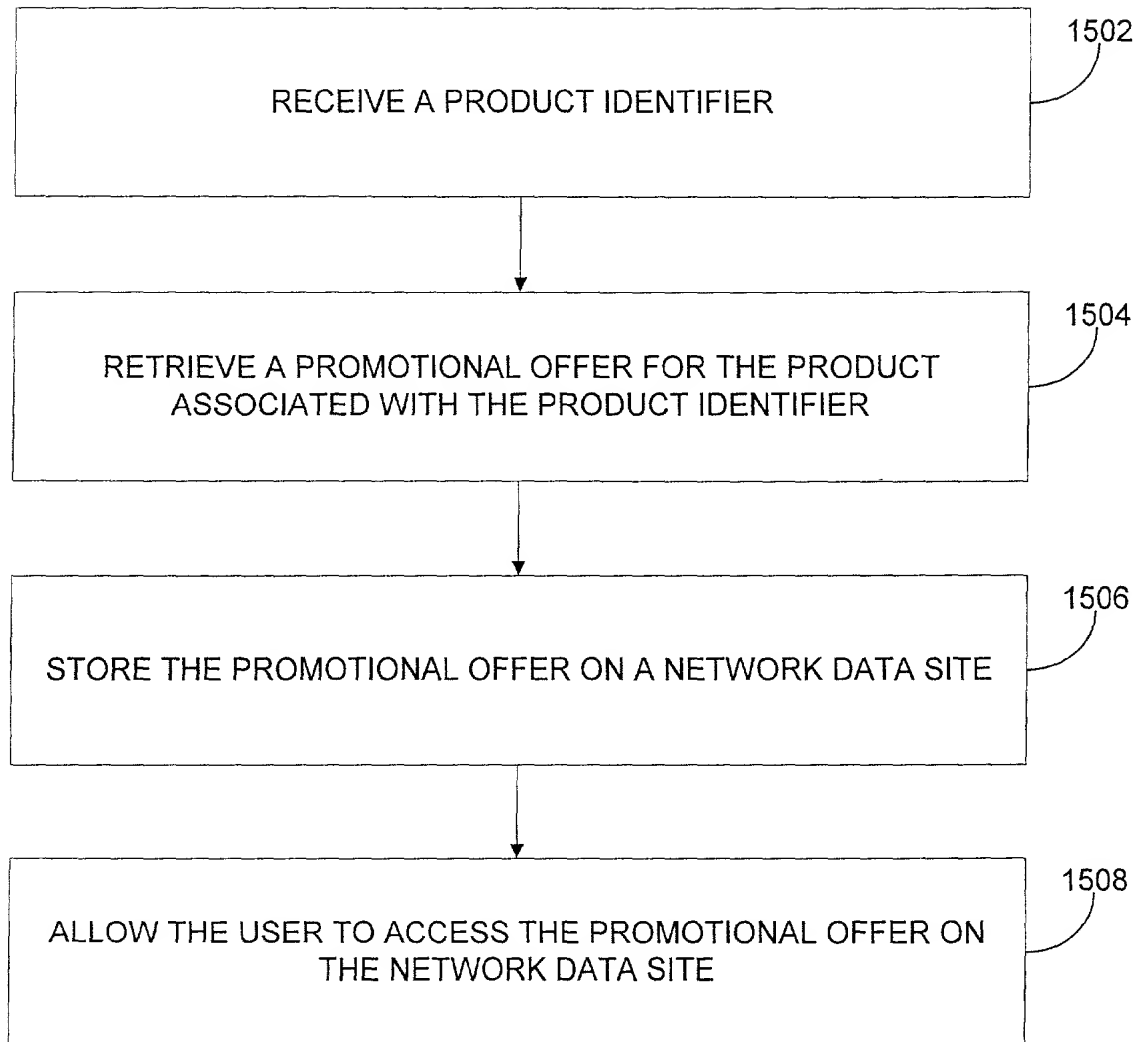 1502
RECEIVE A PRODUCT IDENTIFIER
1504
RETRIEVE A PROMOTIONAL OFFER FOR THE PRODUCT
ASSOCIATED WITH THE PRODUCT IDENTIFIER
1506
STORE THE PROMOTIONAL OFFER ON A NETWORK DATA SITE
1508
ALLOW THE USER TO ACCESS THE PROMOTIONAL OFFER ON
THE NETWORK DATA SITE